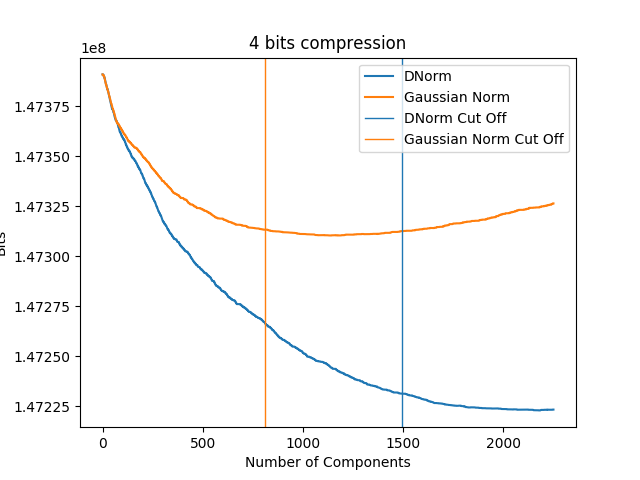 4 bits compression
1e8
DNorm
Gaussian Norm
DNorm Cut Off
Gaussian Norm Cut Off
1.47375
1.47350
1.47325
1.47300
1.47275
1.47250
1.47225
Bits
0 500 1000 1500 2000
Number of Components